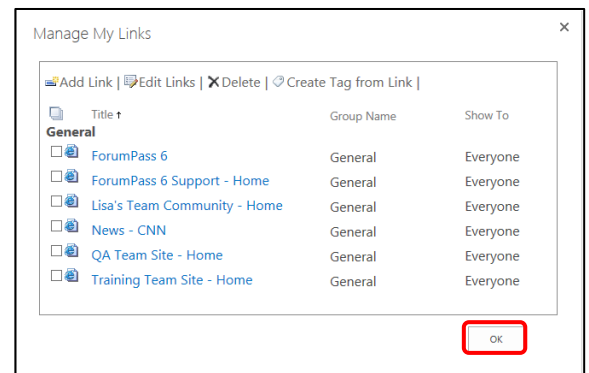 Manage My Links
Add Link | Edit Links | Delete | Create Tag from Link |
Title Group Name Show To
General
ForumPass 6 General Everyone
ForumPass 6 Support - Home General Everyone
Lisa's Team Community - Home General Everyone
News - CNN General Everyone
QA Team Site - Home General Everyone
Training Team Site - Home General Everyone
OK